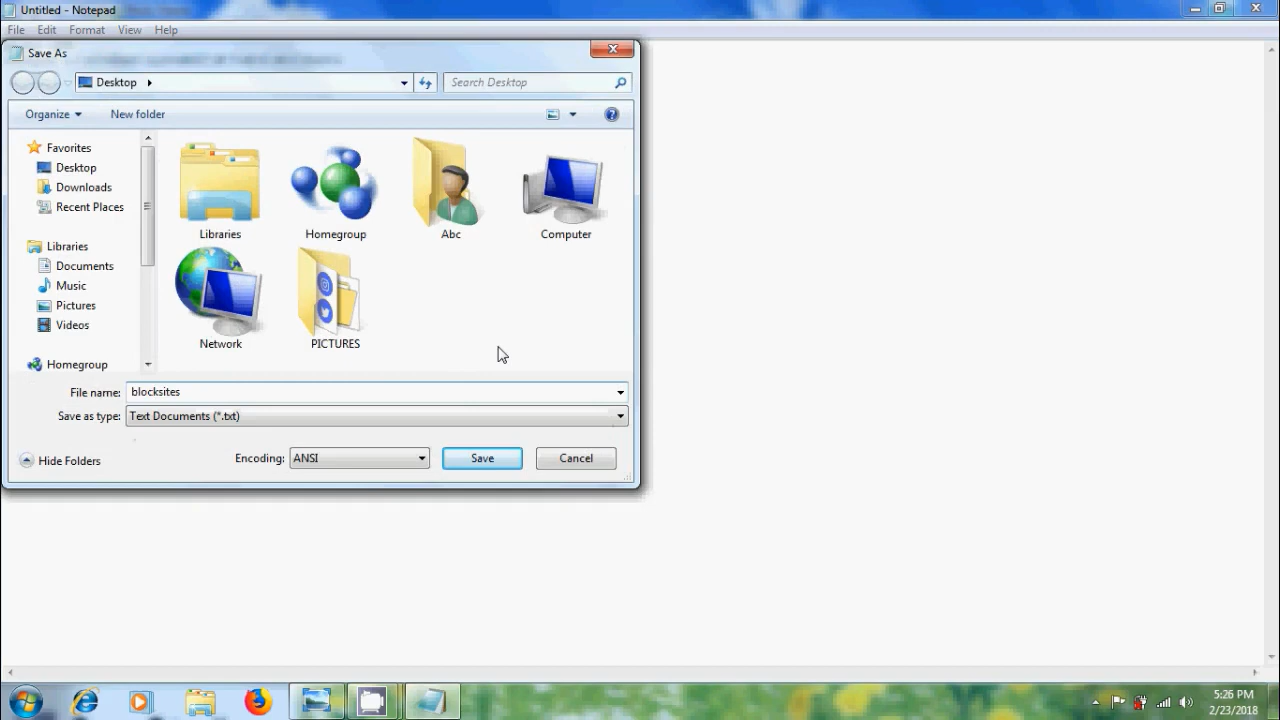 Untitled - Notepad
File Edit Format View Help
Save As
Desktop
Search Desktop
Organize
New folder
Favorites
Desktop
Downloads
Recent Places
Libraries
Documents
Music
Pictures
Videos
Homegroup
Libraries
Homegroup
Abc
Computer
Network
PICTURES
File name: blocksites
Save as type: Text Documents (*.txt)
Hide Folders
Encoding: ANSI
Save
Cancel
5:26 PM
2/23/2018